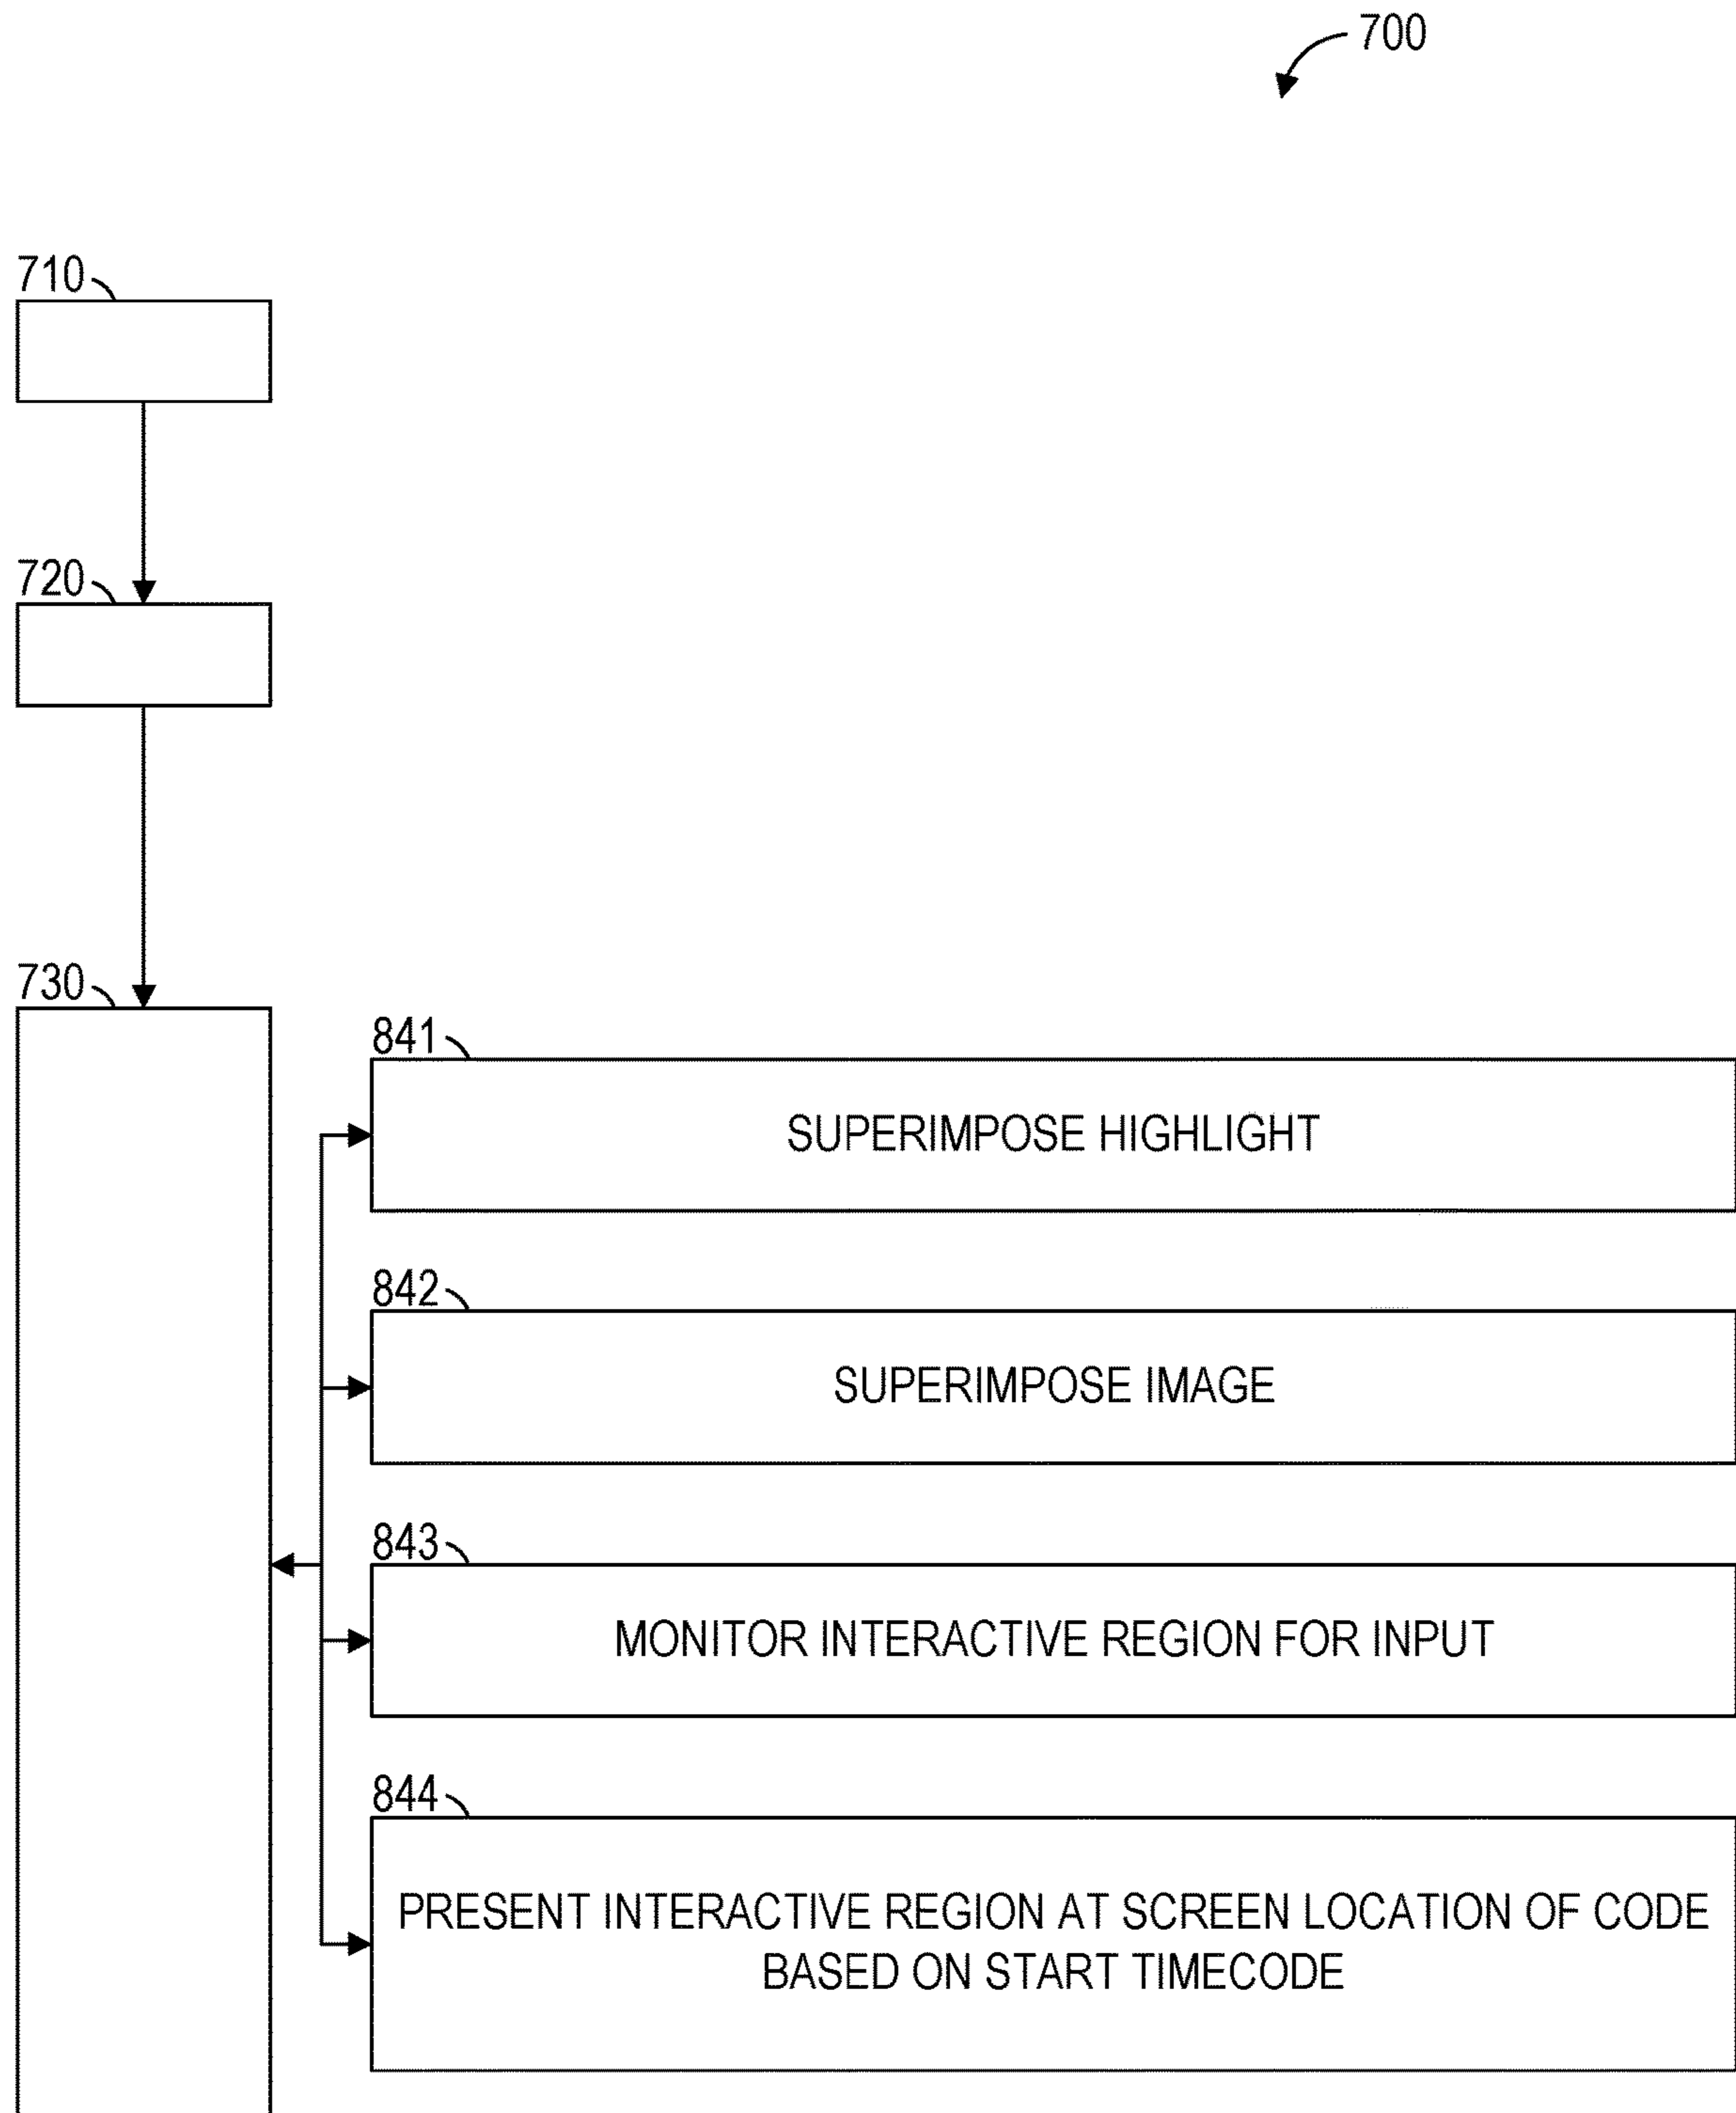 700
710
720
730
841
SUPERIMPOSE HIGHLIGHT
842
SUPERIMPOSE IMAGE
843
MONITOR INTERACTIVE REGION FOR INPUT
844
PRESENT INTERACTIVE REGION AT SCREEN LOCATION OF CODE
BASED ON START TIMECODE